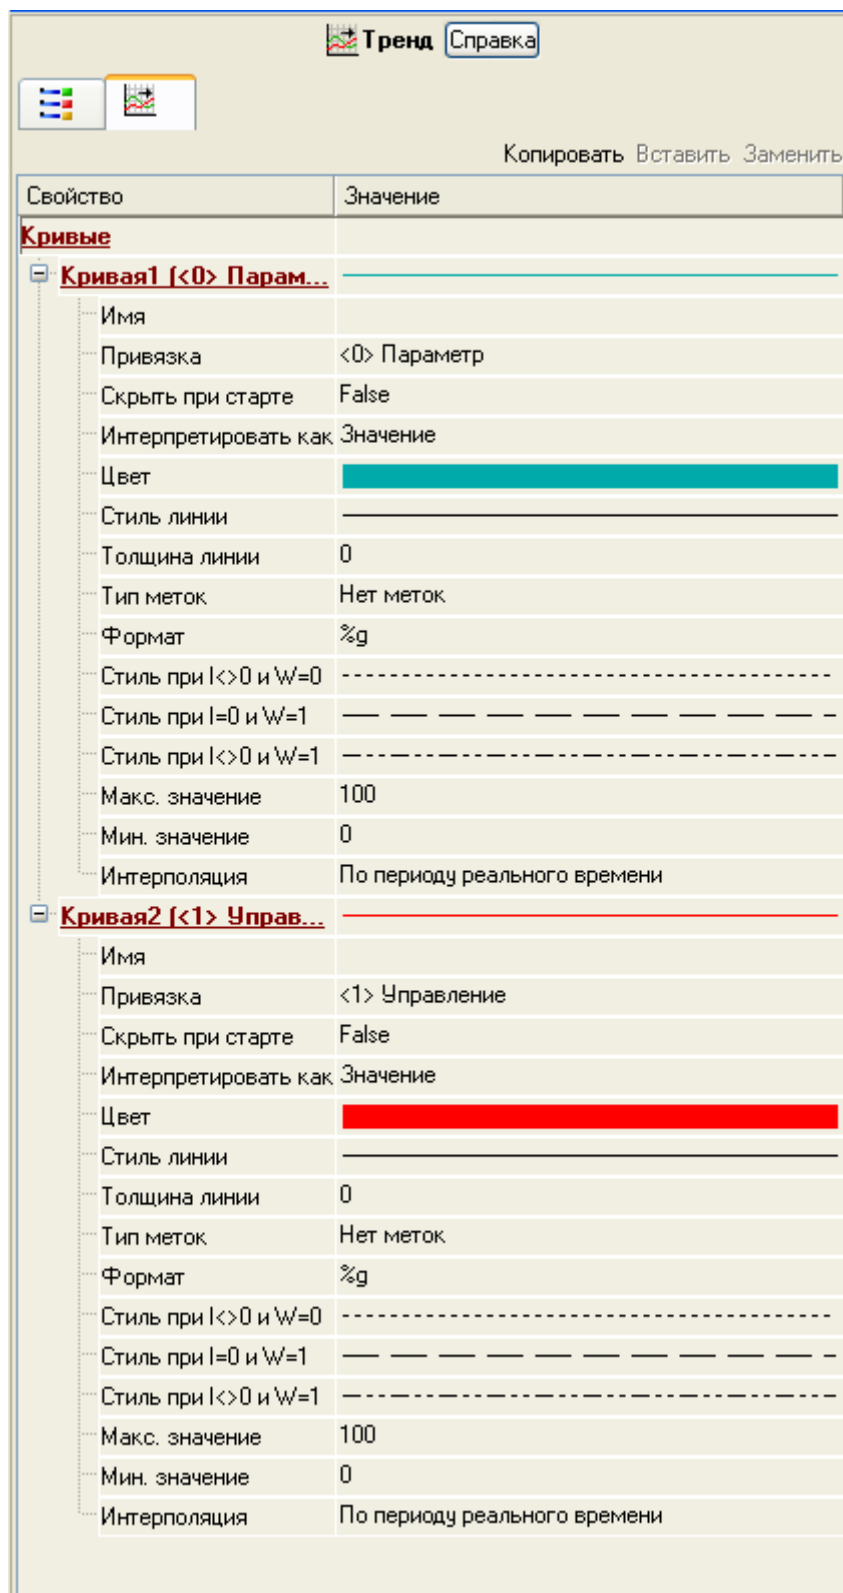 Тренд Справка
Копировать Вставить Заменить
Свойство Значение
Кривые
Кривая1 (<0> Парам...
Имя
Привязка <0> Параметр
Скрыть при старте False
Интерпретировать как Значение
Цвет
Стиль линии
Толщина линии 0
Тип меток Нет меток
Формат %g
Стиль при I<>0 и W=0
Стиль при I=0 и W=1
Стиль при I<>0 и W=1
Макс. значение 100
Мин. значение 0
Интерполяция По периоду реального времени
Кривая2 (<1> Управ...
Имя
Привязка <1> Управление
Скрыть при старте False
Интерпретировать как Значение
Цвет
Стиль линии
Толщина линии 0
Тип меток Нет меток
Формат %g
Стиль при I<>0 и W=0
Стиль при I=0 и W=1
Стиль при I<>0 и W=1
Макс. значение 100
Мин. значение 0
Интерполяция По периоду реального времени